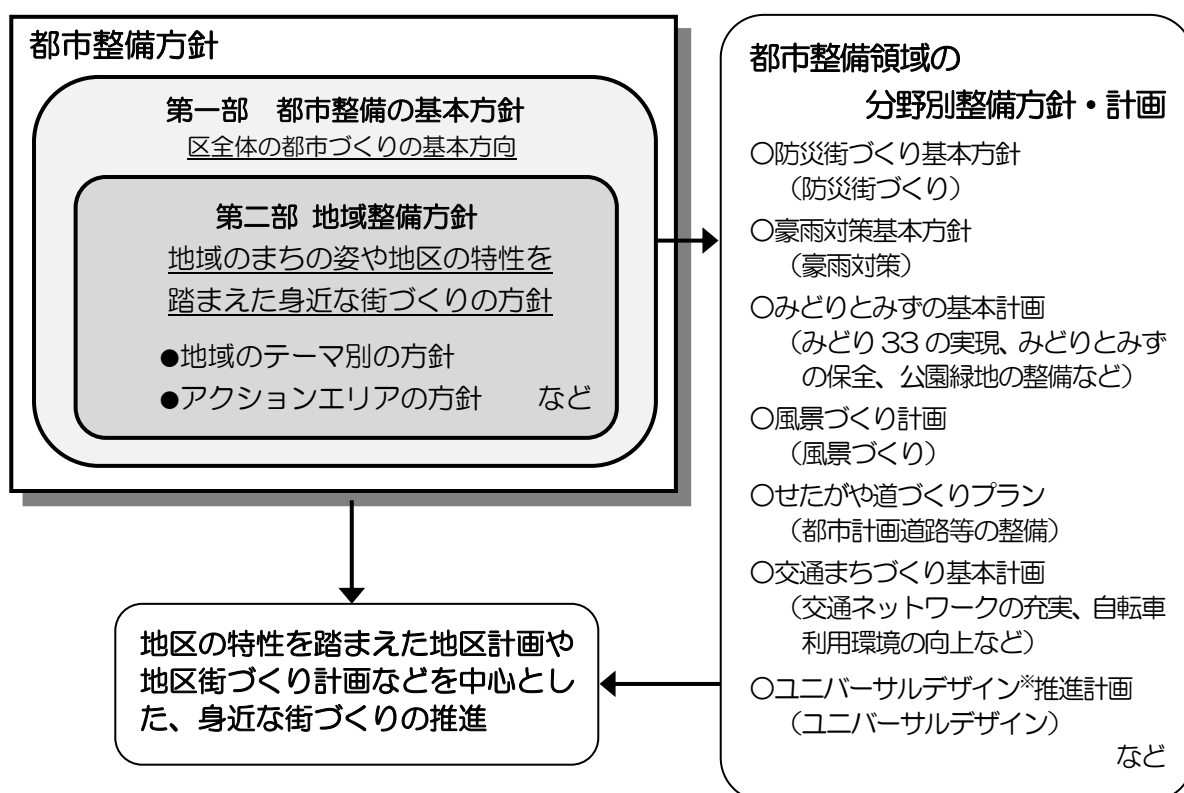 都市整備方針
第一部 都市整備の基本方針
区全体の都市づくりの基本方向
第二部 地域整備方針
地域のまちの姿や地区の特性を
踏まえた身近な街づくりの方針
●地域のテーマ別の方針
●アクションエリアの方針 など
都市整備領域の
分野別整備方針・計画
○防災街づくり基本方針
（防災街づくり）
○豪雨対策基本方針
（豪雨対策）
○みどりとみずの基本計画
（みどり33の実現、みどりとみず
の保全、公園緑地の整備など）
○風景づくり計画
（風景づくり）
○せたがや道づくりプラン
（都市計画道路等の整備）
○交通まちづくり基本計画
（交通ネットワークの充実、自転車
利用環境の向上など）
○ユニバーサルデザイン※推進計画
（ユニバーサルデザイン）
など
地区の特性を踏まえた地区計画や
地区街づくり計画などを中心とし
た、身近な街づくりの推進